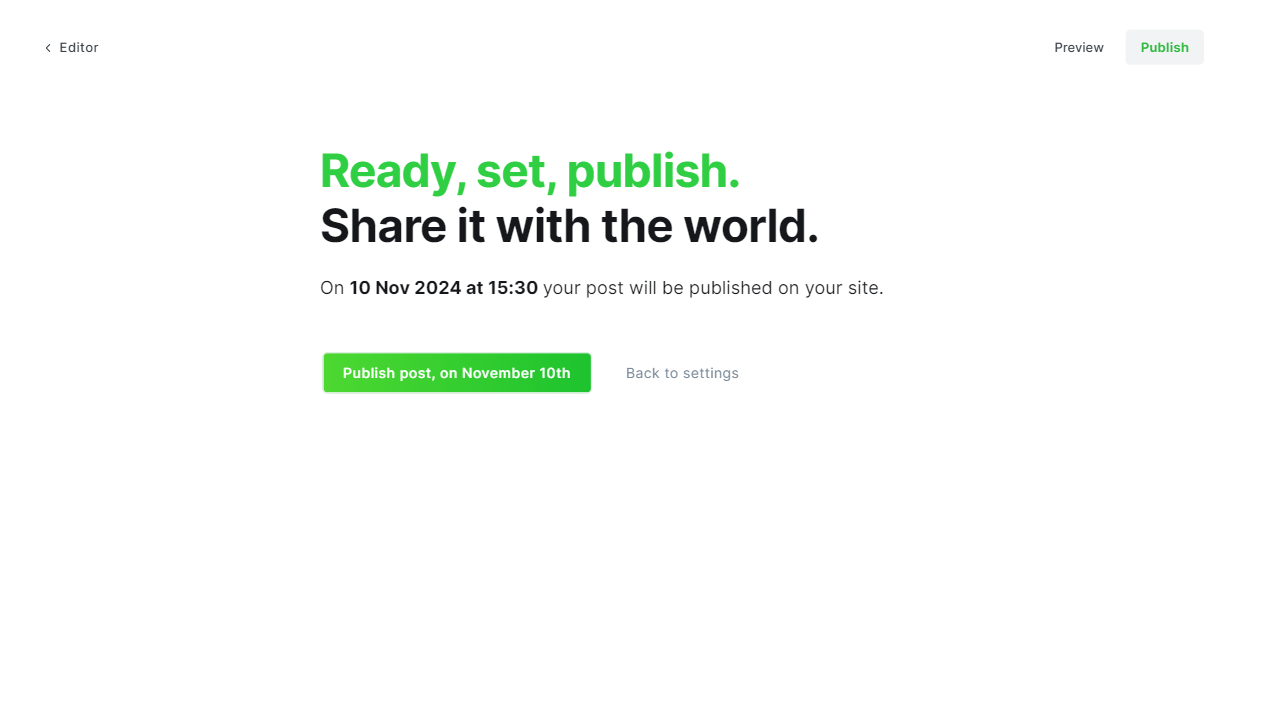 Editor
Preview
Publish
Ready, set, publish.
Share it with the world.
On 10 Nov 2024 at 15:30 your post will be published on your site.
Publish post, on November 10th
Back to settings